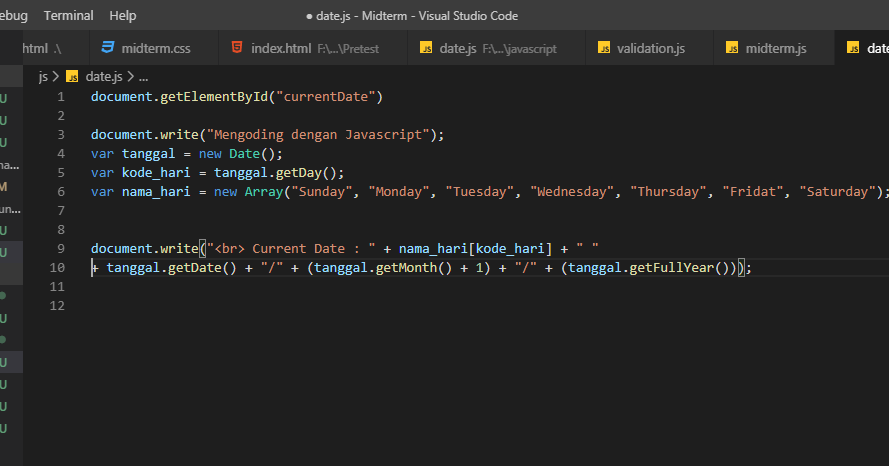 ebug Terminal Help ● date.js - Midterm - Visual Studio Code
html .\ midterm.css index.html F:\...\Pretest date.js F:\...\javascript validation.js midterm.js date
js > date.js > ...
1 document.getElementById("currentDate")
2
3 document.write("Mengoding dengan Javascript");
4 var tanggal = new Date();
5 var kode_hari = tanggal.getDay();
6 var nama_hari = new Array("Sunday", "Monday", "Tuesday", "Wednesday", "Thursday", "Fridat", "Saturday");
7
8
9 document.write("<br> Current Date : " + nama_hari[kode_hari] + " "
10 + tanggal.getDate() + "/" + (tanggal.getMonth() + 1) + "/" + (tanggal.getFullYear()));
11
12
U
U
U
na...
M
un...
U
U
U
U
U
U
U